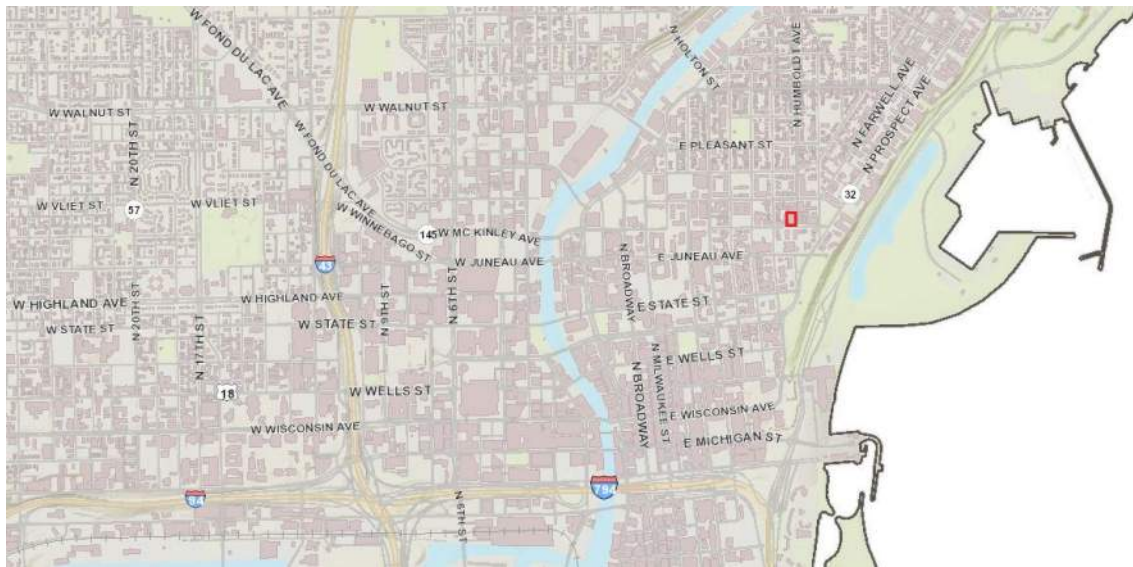 W FOND DU LAC AVE
N HOLTON ST
N HUMBOLDT AVE
N FARWELL AVE
N PROSPECT AVE
W WALNUT ST
W WALNUT ST
N 20TH ST
W FOND DU LAC AVE
E PLEASANT ST
W VLIET ST
57
W VLIET ST
32
W WINNEBAGO ST
145
W MC KINLEY AVE
N BROADWAY
W JUNEAU AVE
E JUNEAU AVE
43
W HIGHLAND AVE
W HIGHLAND AVE
N 6TH ST
E STATE ST
W STATE ST
N 20TH ST
W STATE ST
N 17TH ST
E WELLS ST
N MILWAUKEE ST
18
W WELLS ST
N BROADWAY
E WISCONSIN AVE
W WISCONSIN AVE
E MICHIGAN ST
94
794
N 6TH ST